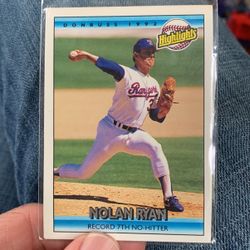 DONRUSS 1992
Highlights
Rangers
NOLAN RYAN
RECORD 7TH NO-HITTER